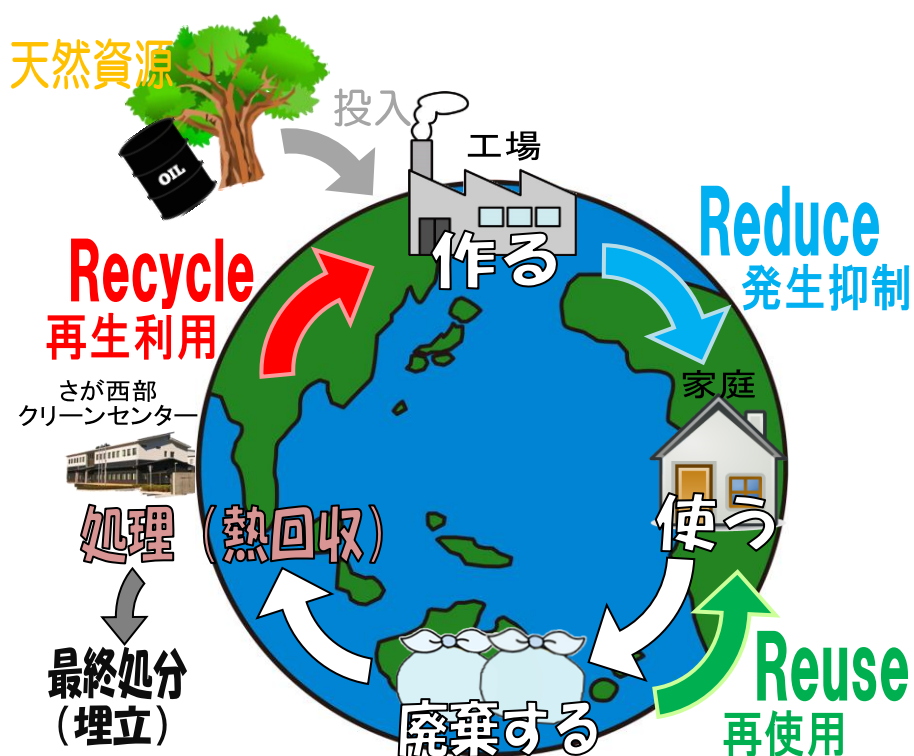 天然資源
OIL
投入
工場
作る
Reduce
発生抑制
Recycle
再生利用
家庭
さが西部
クリーンセンター
使う
処理(熱回収)
最終処分
(埋立)
廃棄する
Reuse
再使用